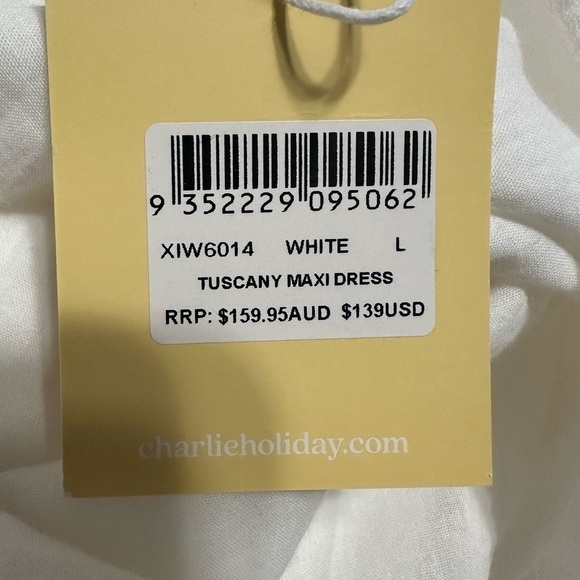 9 352229 095062
XIW6014 WHITE L
TUSCANY MAXI DRESS
RRP: $159.95AUD $139USD
charlieholiday.com